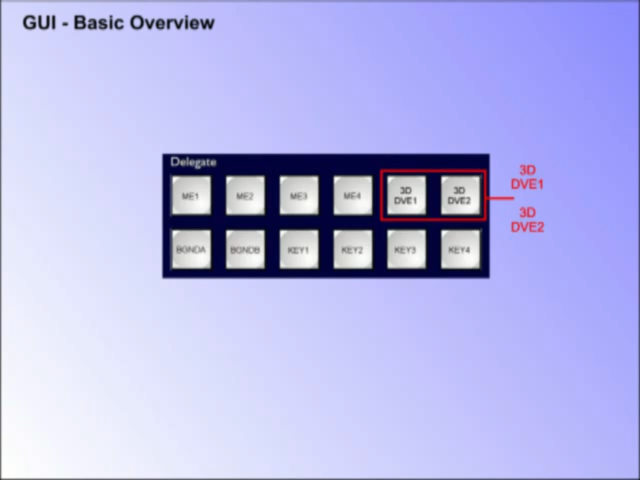 GUI - Basic Overview
Delegate
ME1 ME2 ME3 ME4 3D DVE1 3D DVE2
BGNDA BGNDB KEY1 KEY2 KEY3 KEY4
3D
DVE1
3D
DVE2